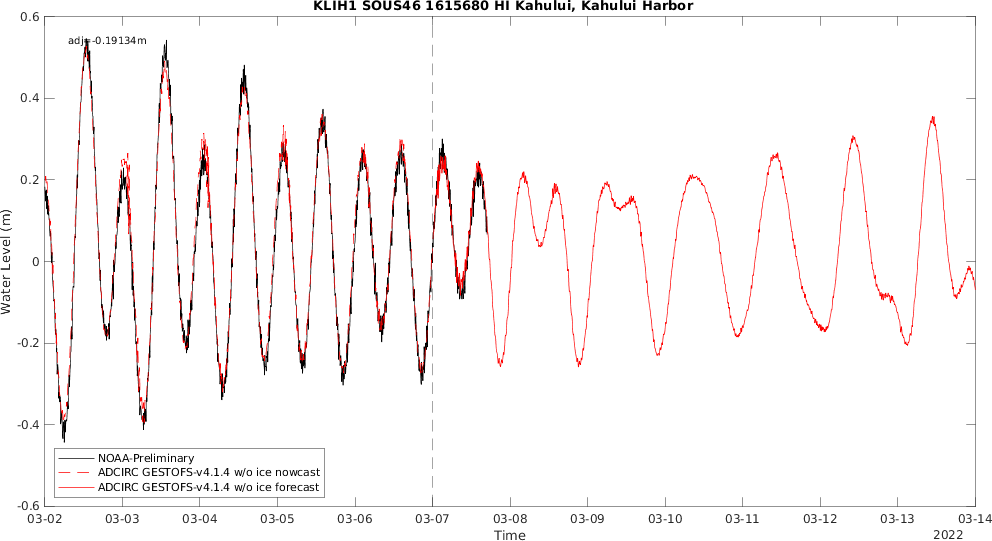 KLIH1 SOUS46 1615680 HI Kahului, Kahului Harbor
adj=-0.19134m
0.6
0.4
0.2
0
-0.2
-0.4
-0.6
Water Level (m)
NOAA-Preliminary
ADCIRC GESTOFS-v4.1.4 w/o ice nowcast
ADCIRC GESTOFS-v4.1.4 w/o ice forecast
03-02 03-03 03-04 03-05 03-06 03-07 03-08 03-09 03-10 03-11 03-12 03-13 03-14
Time
2022